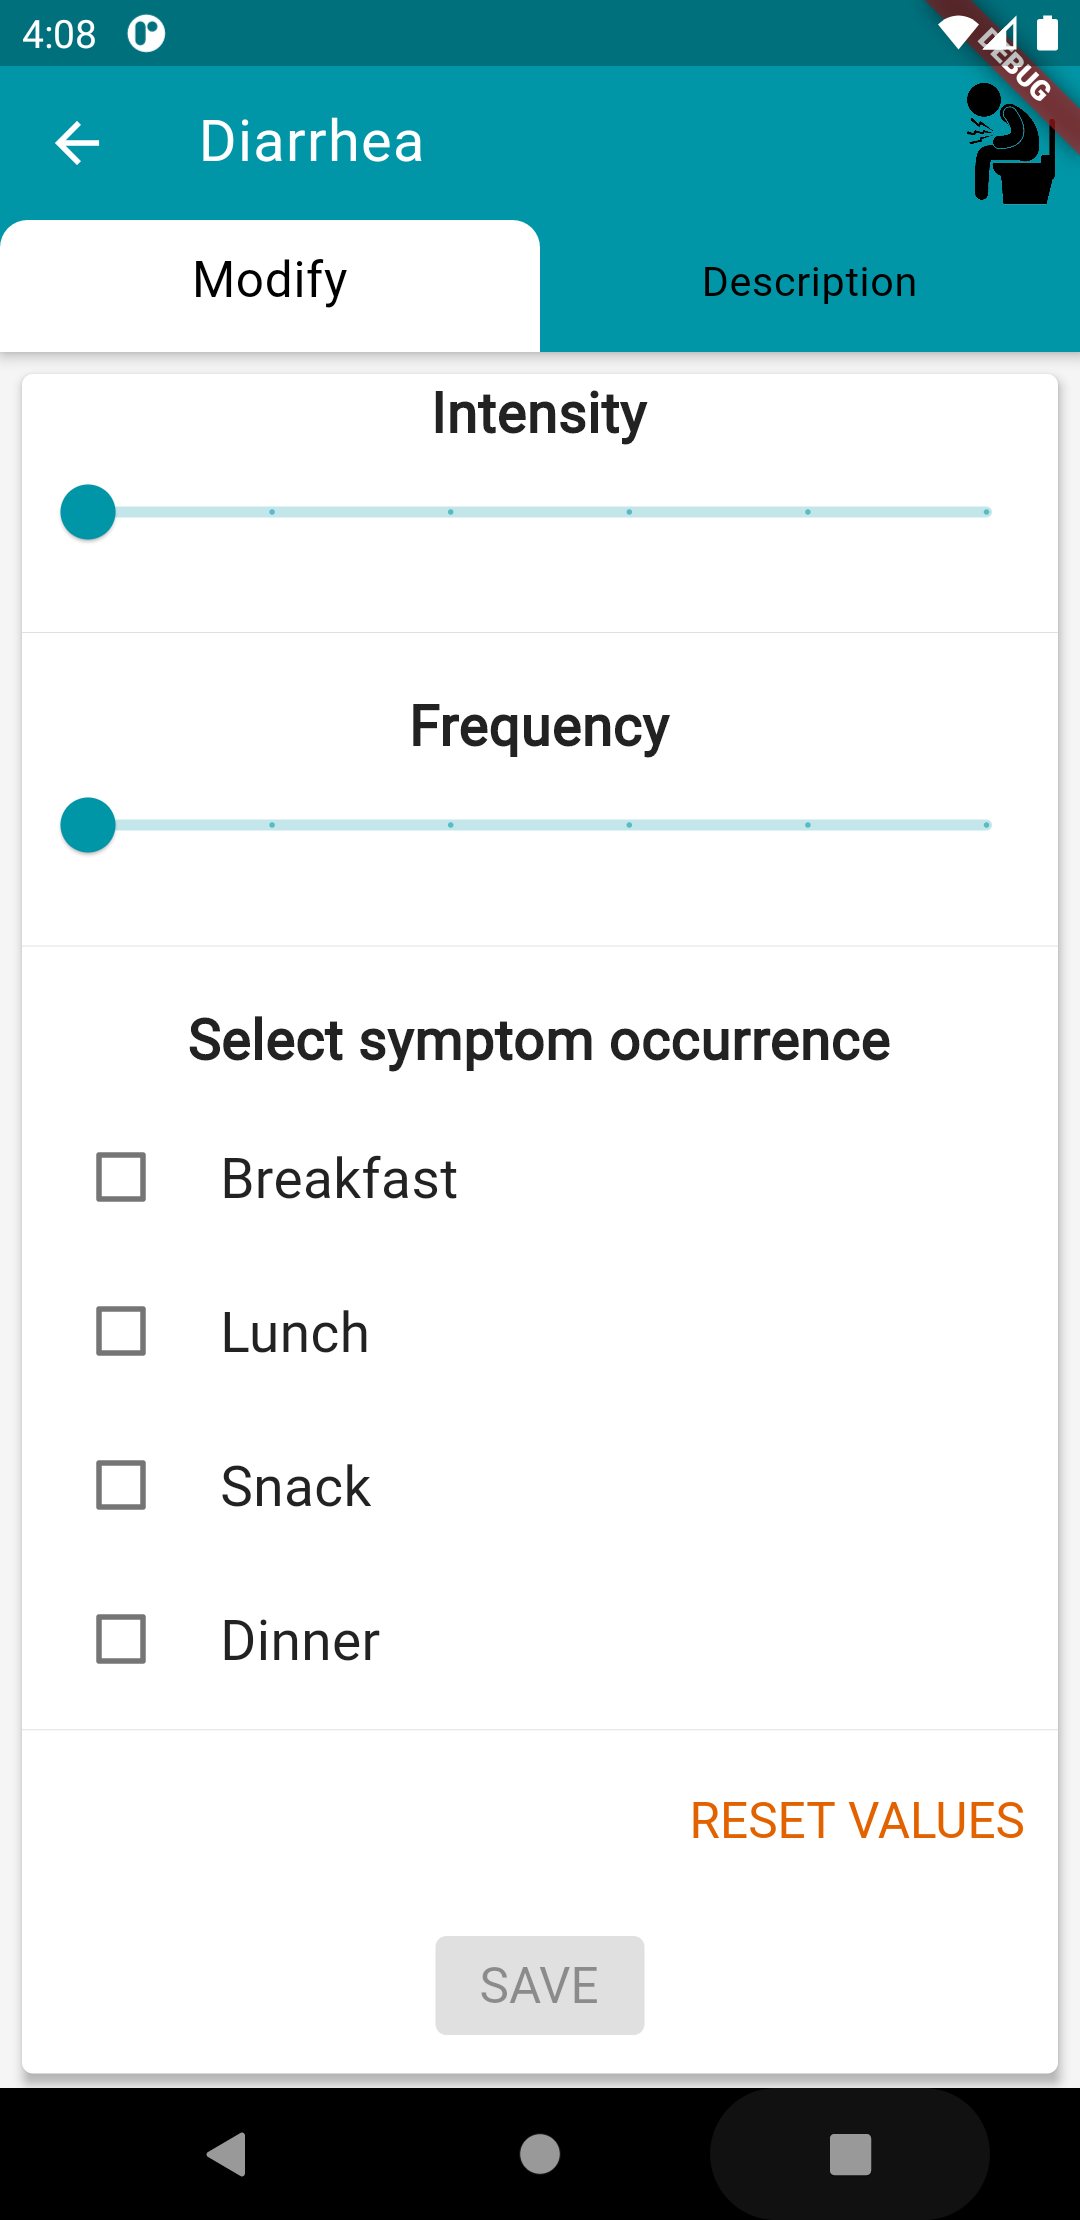 4:08
DEBUG
Diarrhea
Modify
Description
Intensity
Frequency
Select symptom occurrence
Breakfast
Lunch
Snack
Dinner
RESET VALUES
SAVE